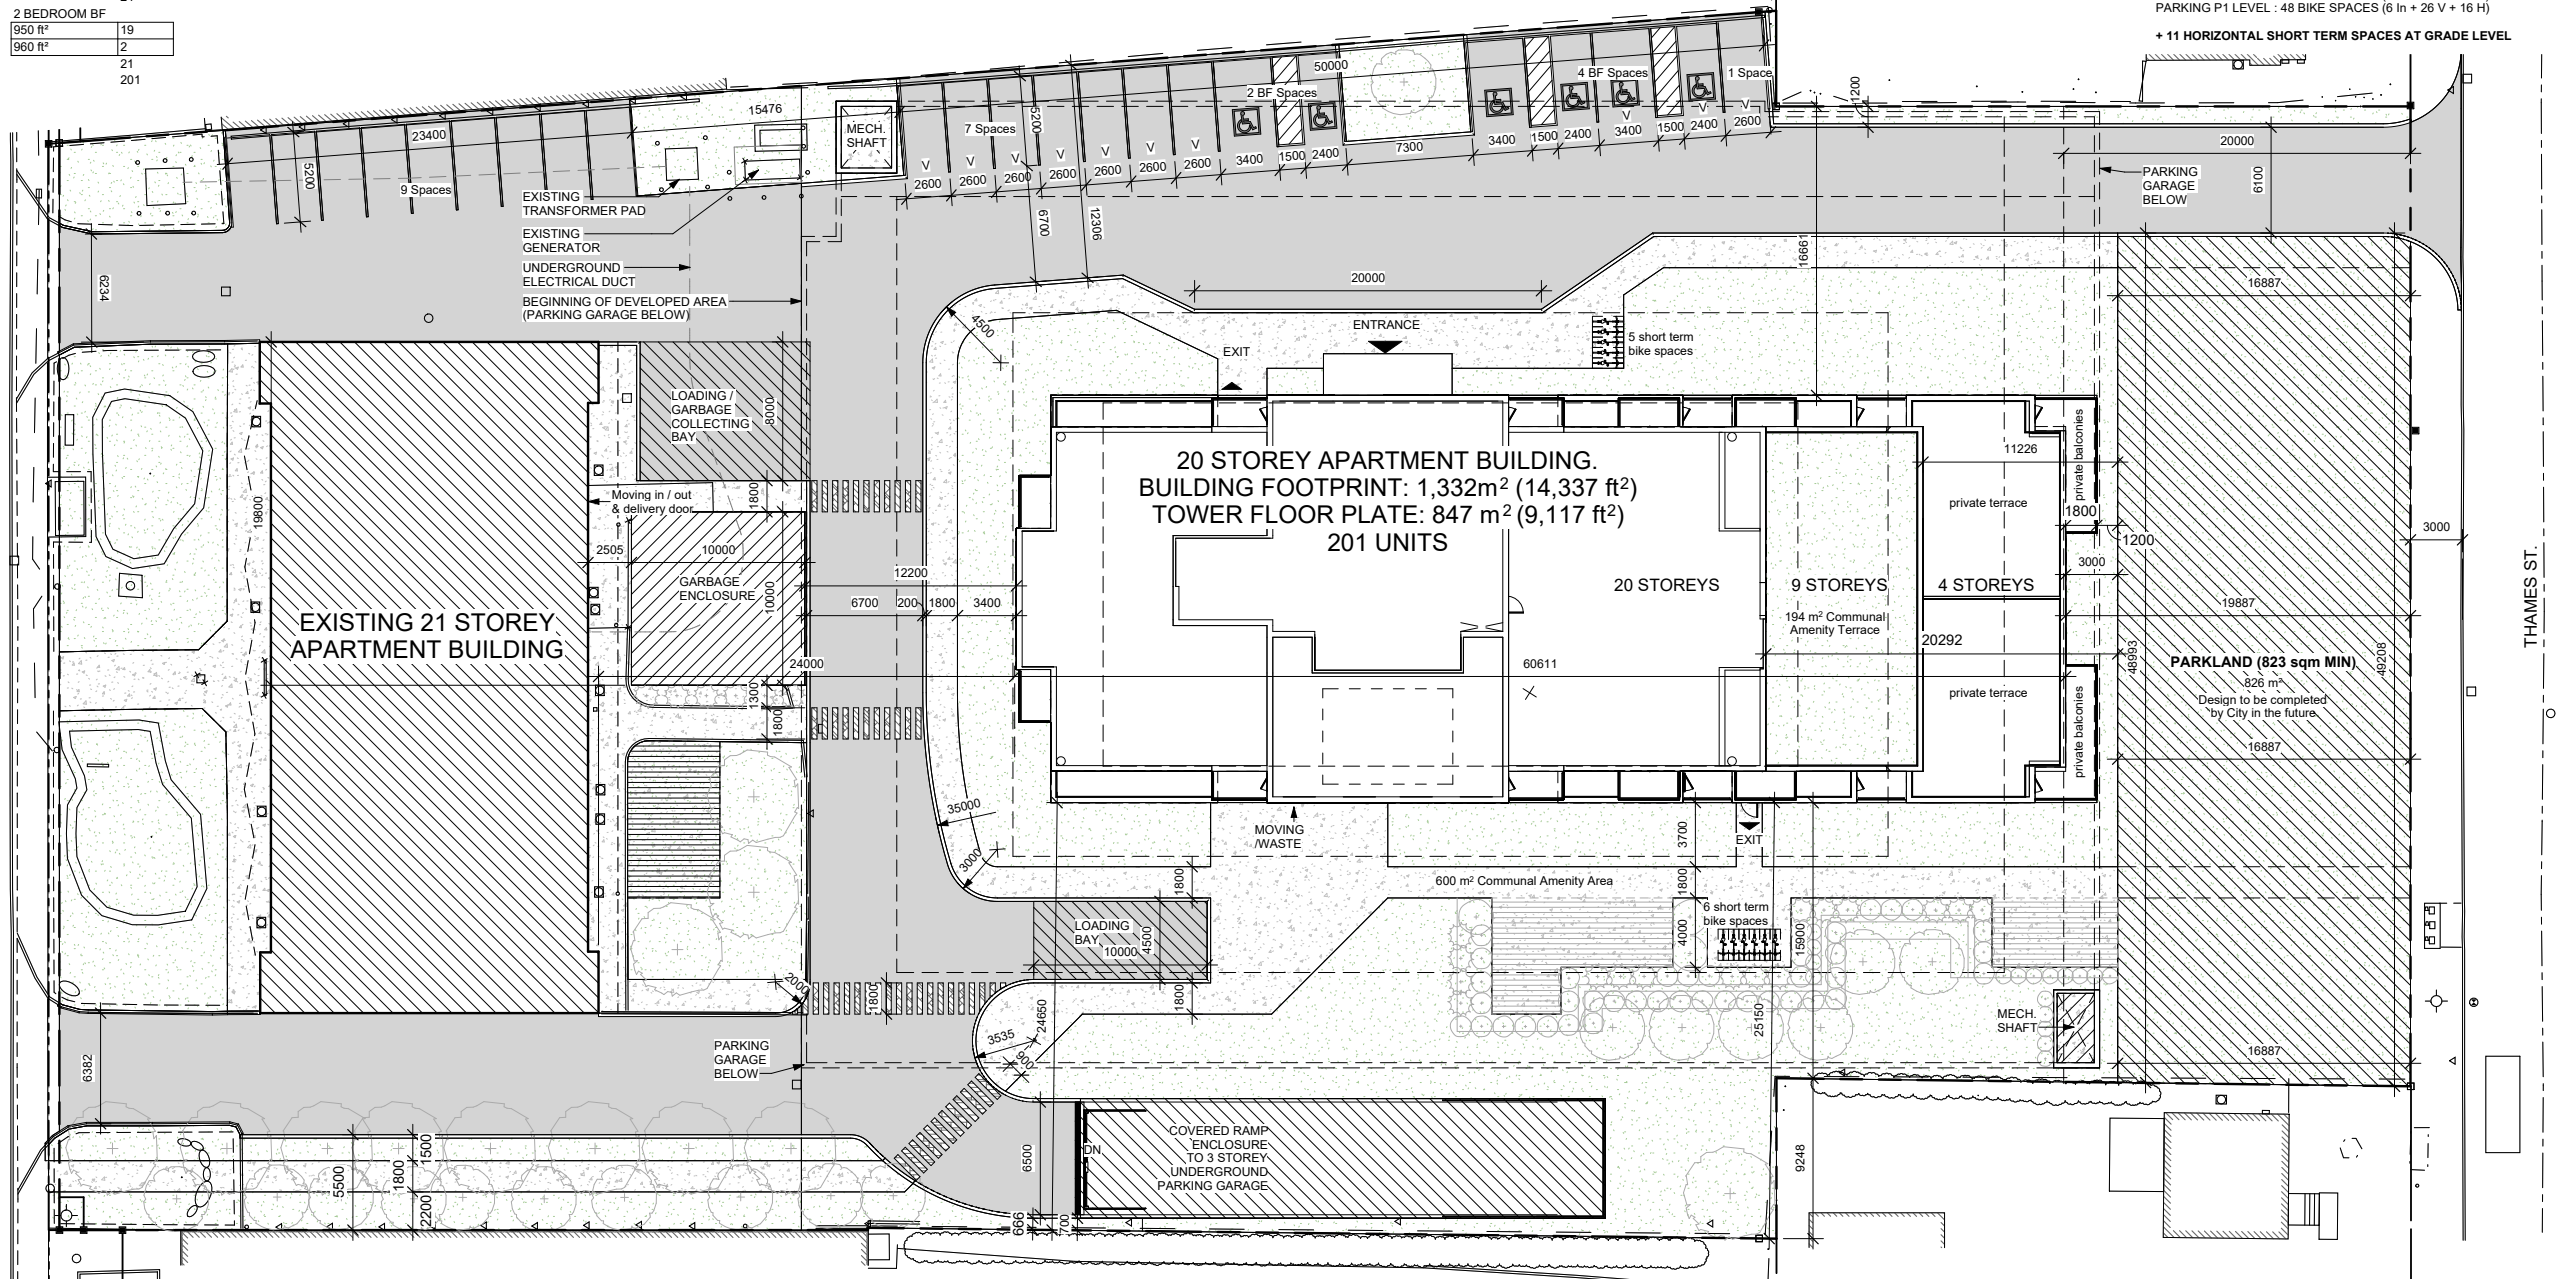 2 BEDROOM BF
950 ft² 19
960 ft² 2
21
201
PARKING P1 LEVEL : 48 BIKE SPACES (6 In + 26 V + 16 H)
+ 11 HORIZONTAL SHORT TERM SPACES AT GRADE LEVEL
23400
5200
9 Spaces
15476
MECH.
SHAFT
50000
7 Spaces
5200
2 BF Spaces
4 BF Spaces
1 Space
V
V
V
V
V
V
V
V
V
V
2600
2600
2600
2600
2600
2600
2600
3400
1500
2400
7300
3400
1500
2400
3400
1500
2400
2600
1200
20000
6100
PARKING
GARAGE
BELOW
EXISTING
TRANSFORMER PAD
EXISTING
GENERATOR
UNDERGROUND
ELECTRICAL DUCT
BEGINNING OF DEVELOPED AREA
(PARKING GARAGE BELOW)
6234
6700
12306
20000
16661
16887
4500
ENTRANCE
EXIT
5 short term
bike spaces
LOADING /
GARBAGE
COLLECTING
BAY
8000
Moving in / out
& delivery door
1800
19800
2505
10000
GARBAGE
ENCLOSURE
10000
12200
6700
200
1800
3400
24000
1300
1800
EXISTING 21 STOREY
APARTMENT BUILDING
20 STOREY APARTMENT BUILDING.
BUILDING FOOTPRINT: 1,332m² (14,337 ft²)
TOWER FLOOR PLATE: 847 m² (9,117 ft²)
201 UNITS
20 STOREYS
9 STOREYS
4 STOREYS
194 m² Communal
Amenity Terrace
60611
20292
11226
private terrace
private terrace
private balconies
private balconies
1800
1200
3000
3000
19887
48993
49208
PARKLAND (823 sqm MIN)
826 m²
Design to be completed
by City in the future
16887
16887
THAMES ST.
35000
3000
MOVING
/WASTE
EXIT
3700
1800
1800
4000
600 m² Communal Amenity Area
6 short term
bike spaces
15900
LOADING
BAY
10000
4500
1800
2000
1800
3535
900
24650
25150
MECH.
SHAFT
PARKING
GARAGE
BELOW
6382
1500
1800
5500
2200
6500
DN
666
700
COVERED RAMP
ENCLOSURE
TO 3 STOREY
UNDERGROUND
PARKING GARAGE
9248